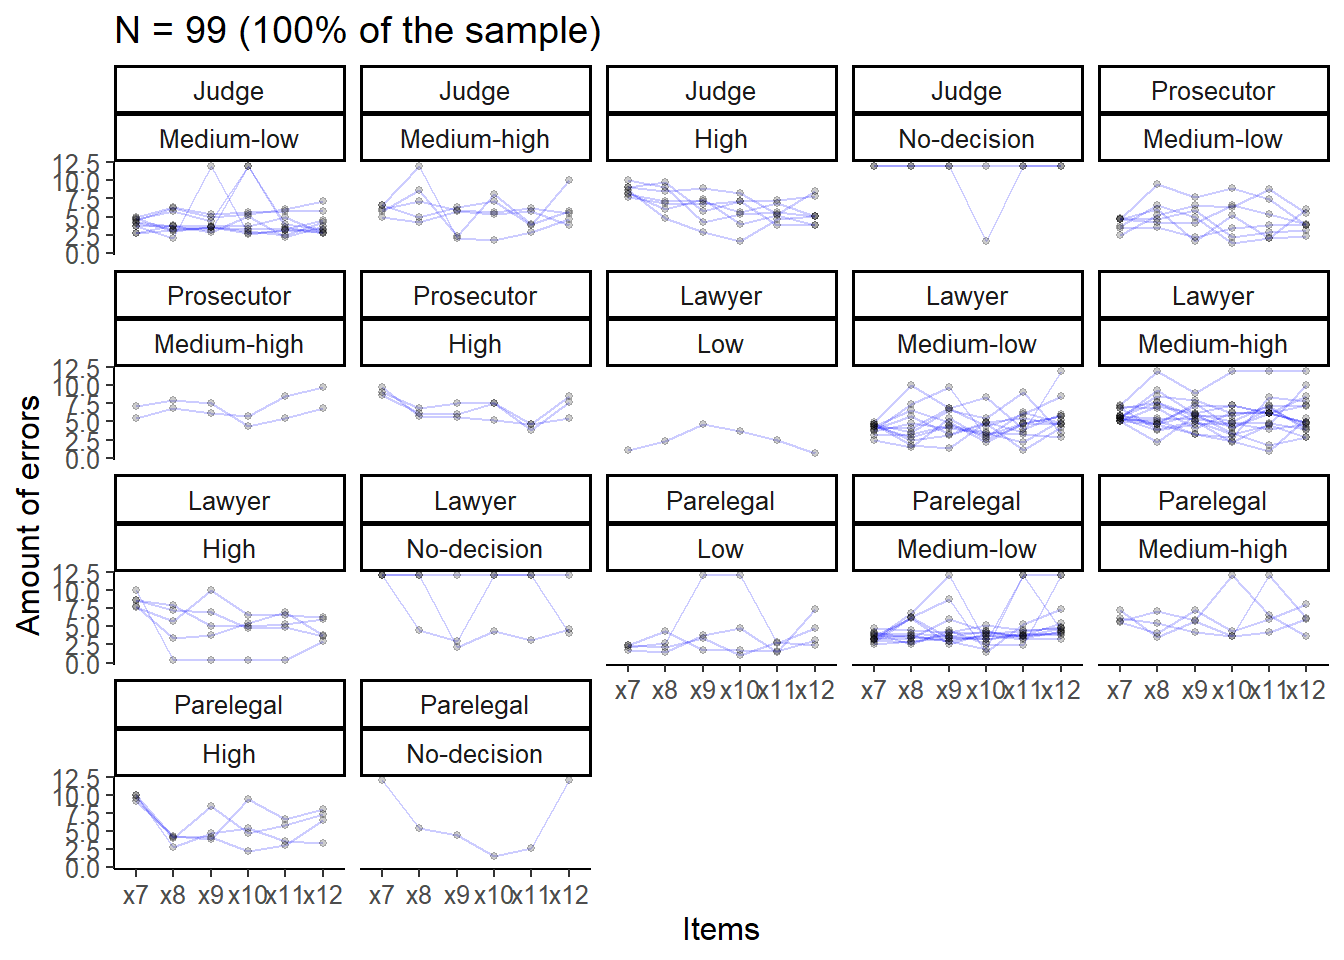 N = 99 (100% of the sample)
Judge
Judge
Judge
Judge
Prosecutor
Medium-low
Medium-high
High
No-decision
Medium-low
12.5
10.0
7.5
5.0
2.5
0.0
Prosecutor
Prosecutor
Lawyer
Lawyer
Lawyer
Medium-high
High
Low
Medium-low
Medium-high
12.5
10.0
7.5
5.0
2.5
0.0
Amount of errors
Lawyer
Lawyer
Parelegal
Parelegal
Parelegal
High
No-decision
Low
Medium-low
Medium-high
12.5
10.0
7.5
5.0
2.5
0.0
x7 x8 x9 x10 x11 x12
x7 x8 x9 x10 x11 x12
x7 x8 x9 x10 x11 x12
Parelegal
Parelegal
High
No-decision
12.5
10.0
7.5
5.0
2.5
0.0
x7 x8 x9 x10 x11 x12
x7 x8 x9 x10 x11 x12
Items